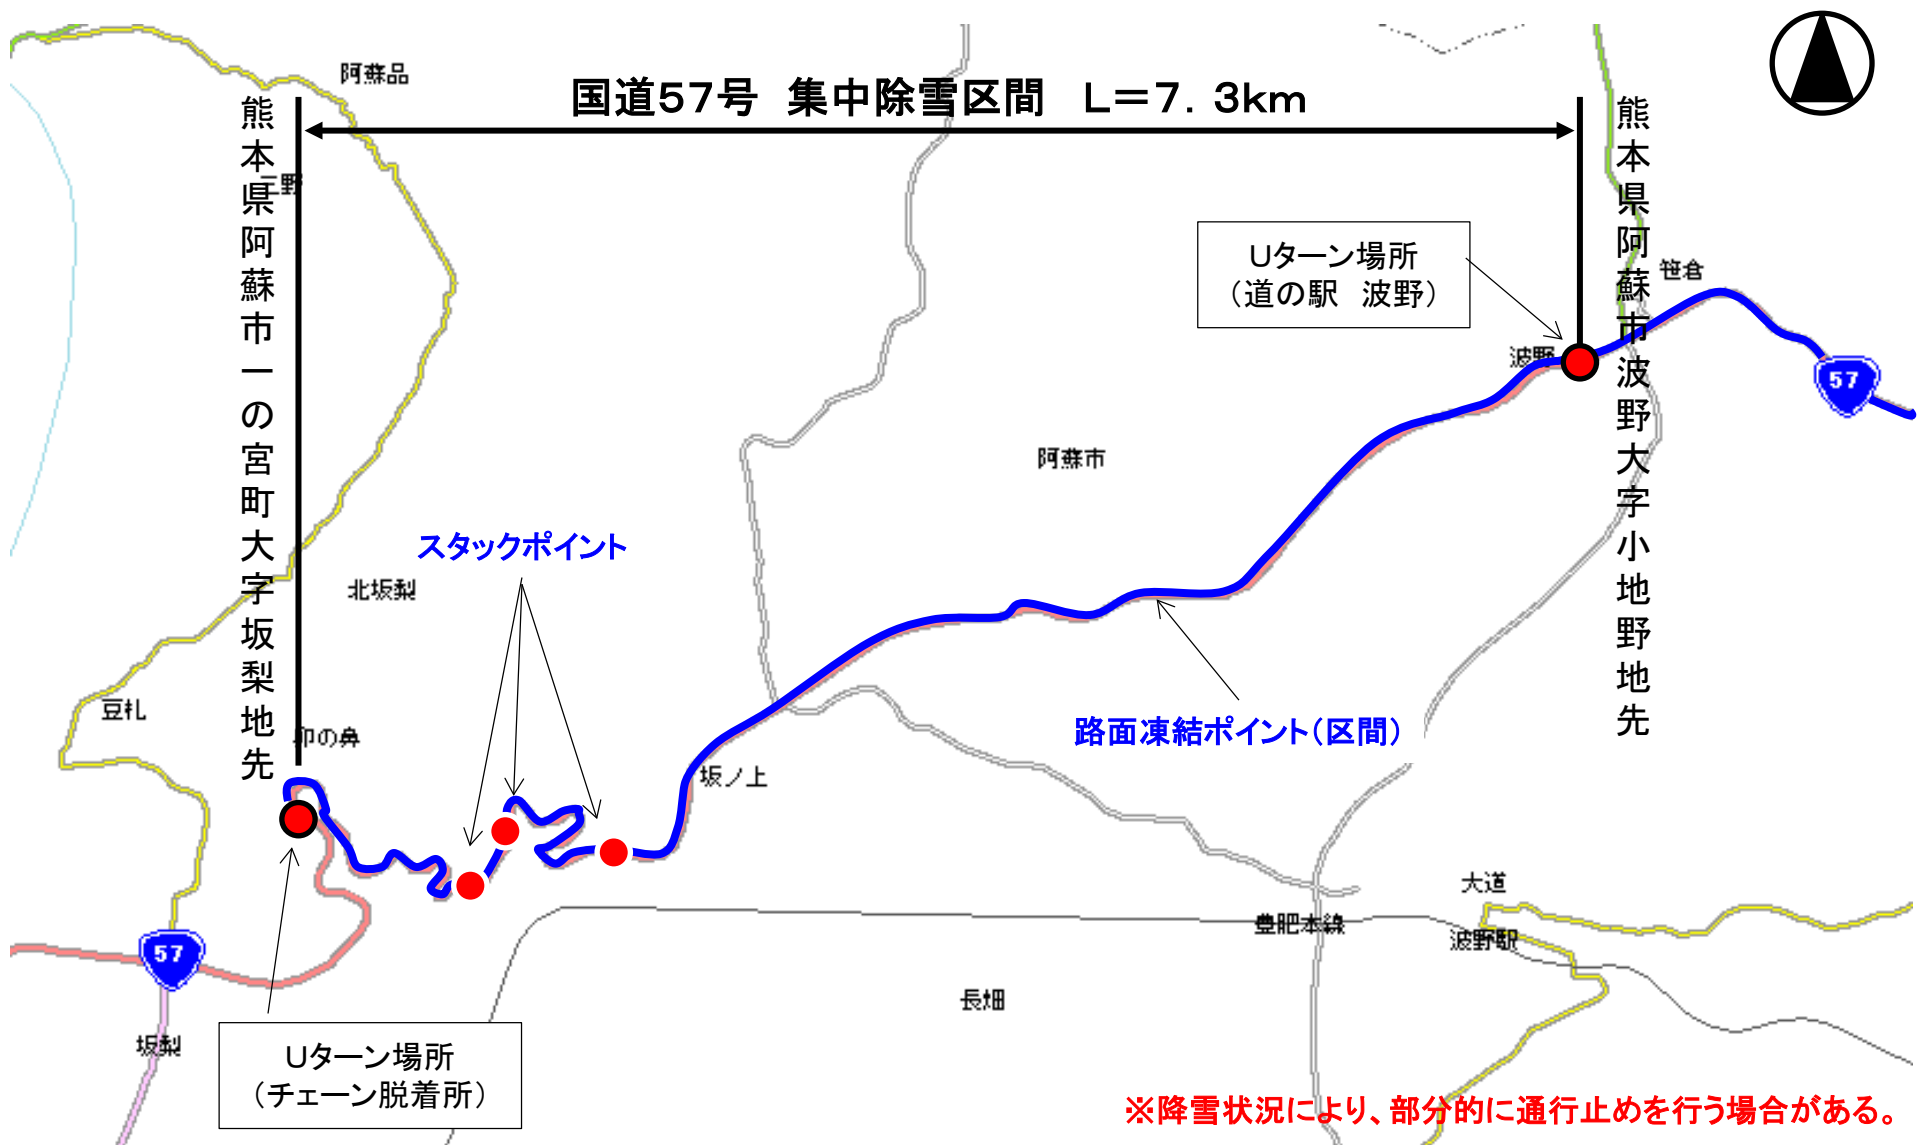 国道57号　集中除雪区間　L＝7．3km
阿蘇品
三野
熊本県阿蘇市一の宮町大字坂梨地先
熊本県阿蘇市波野大字小地野地先
Uターン場所
（道の駅　波野）
笹倉
波野
57
阿蘇市
スタックポイント
北坂梨
豆札
卯の鼻
路面凍結ポイント（区間）
坂ノ上
大道
豊肥本線
波野駅
57
長畑
坂梨
Uターン場所
（チェーン脱着所）
※降雪状況により、部分的に通行止めを行う場合がある。